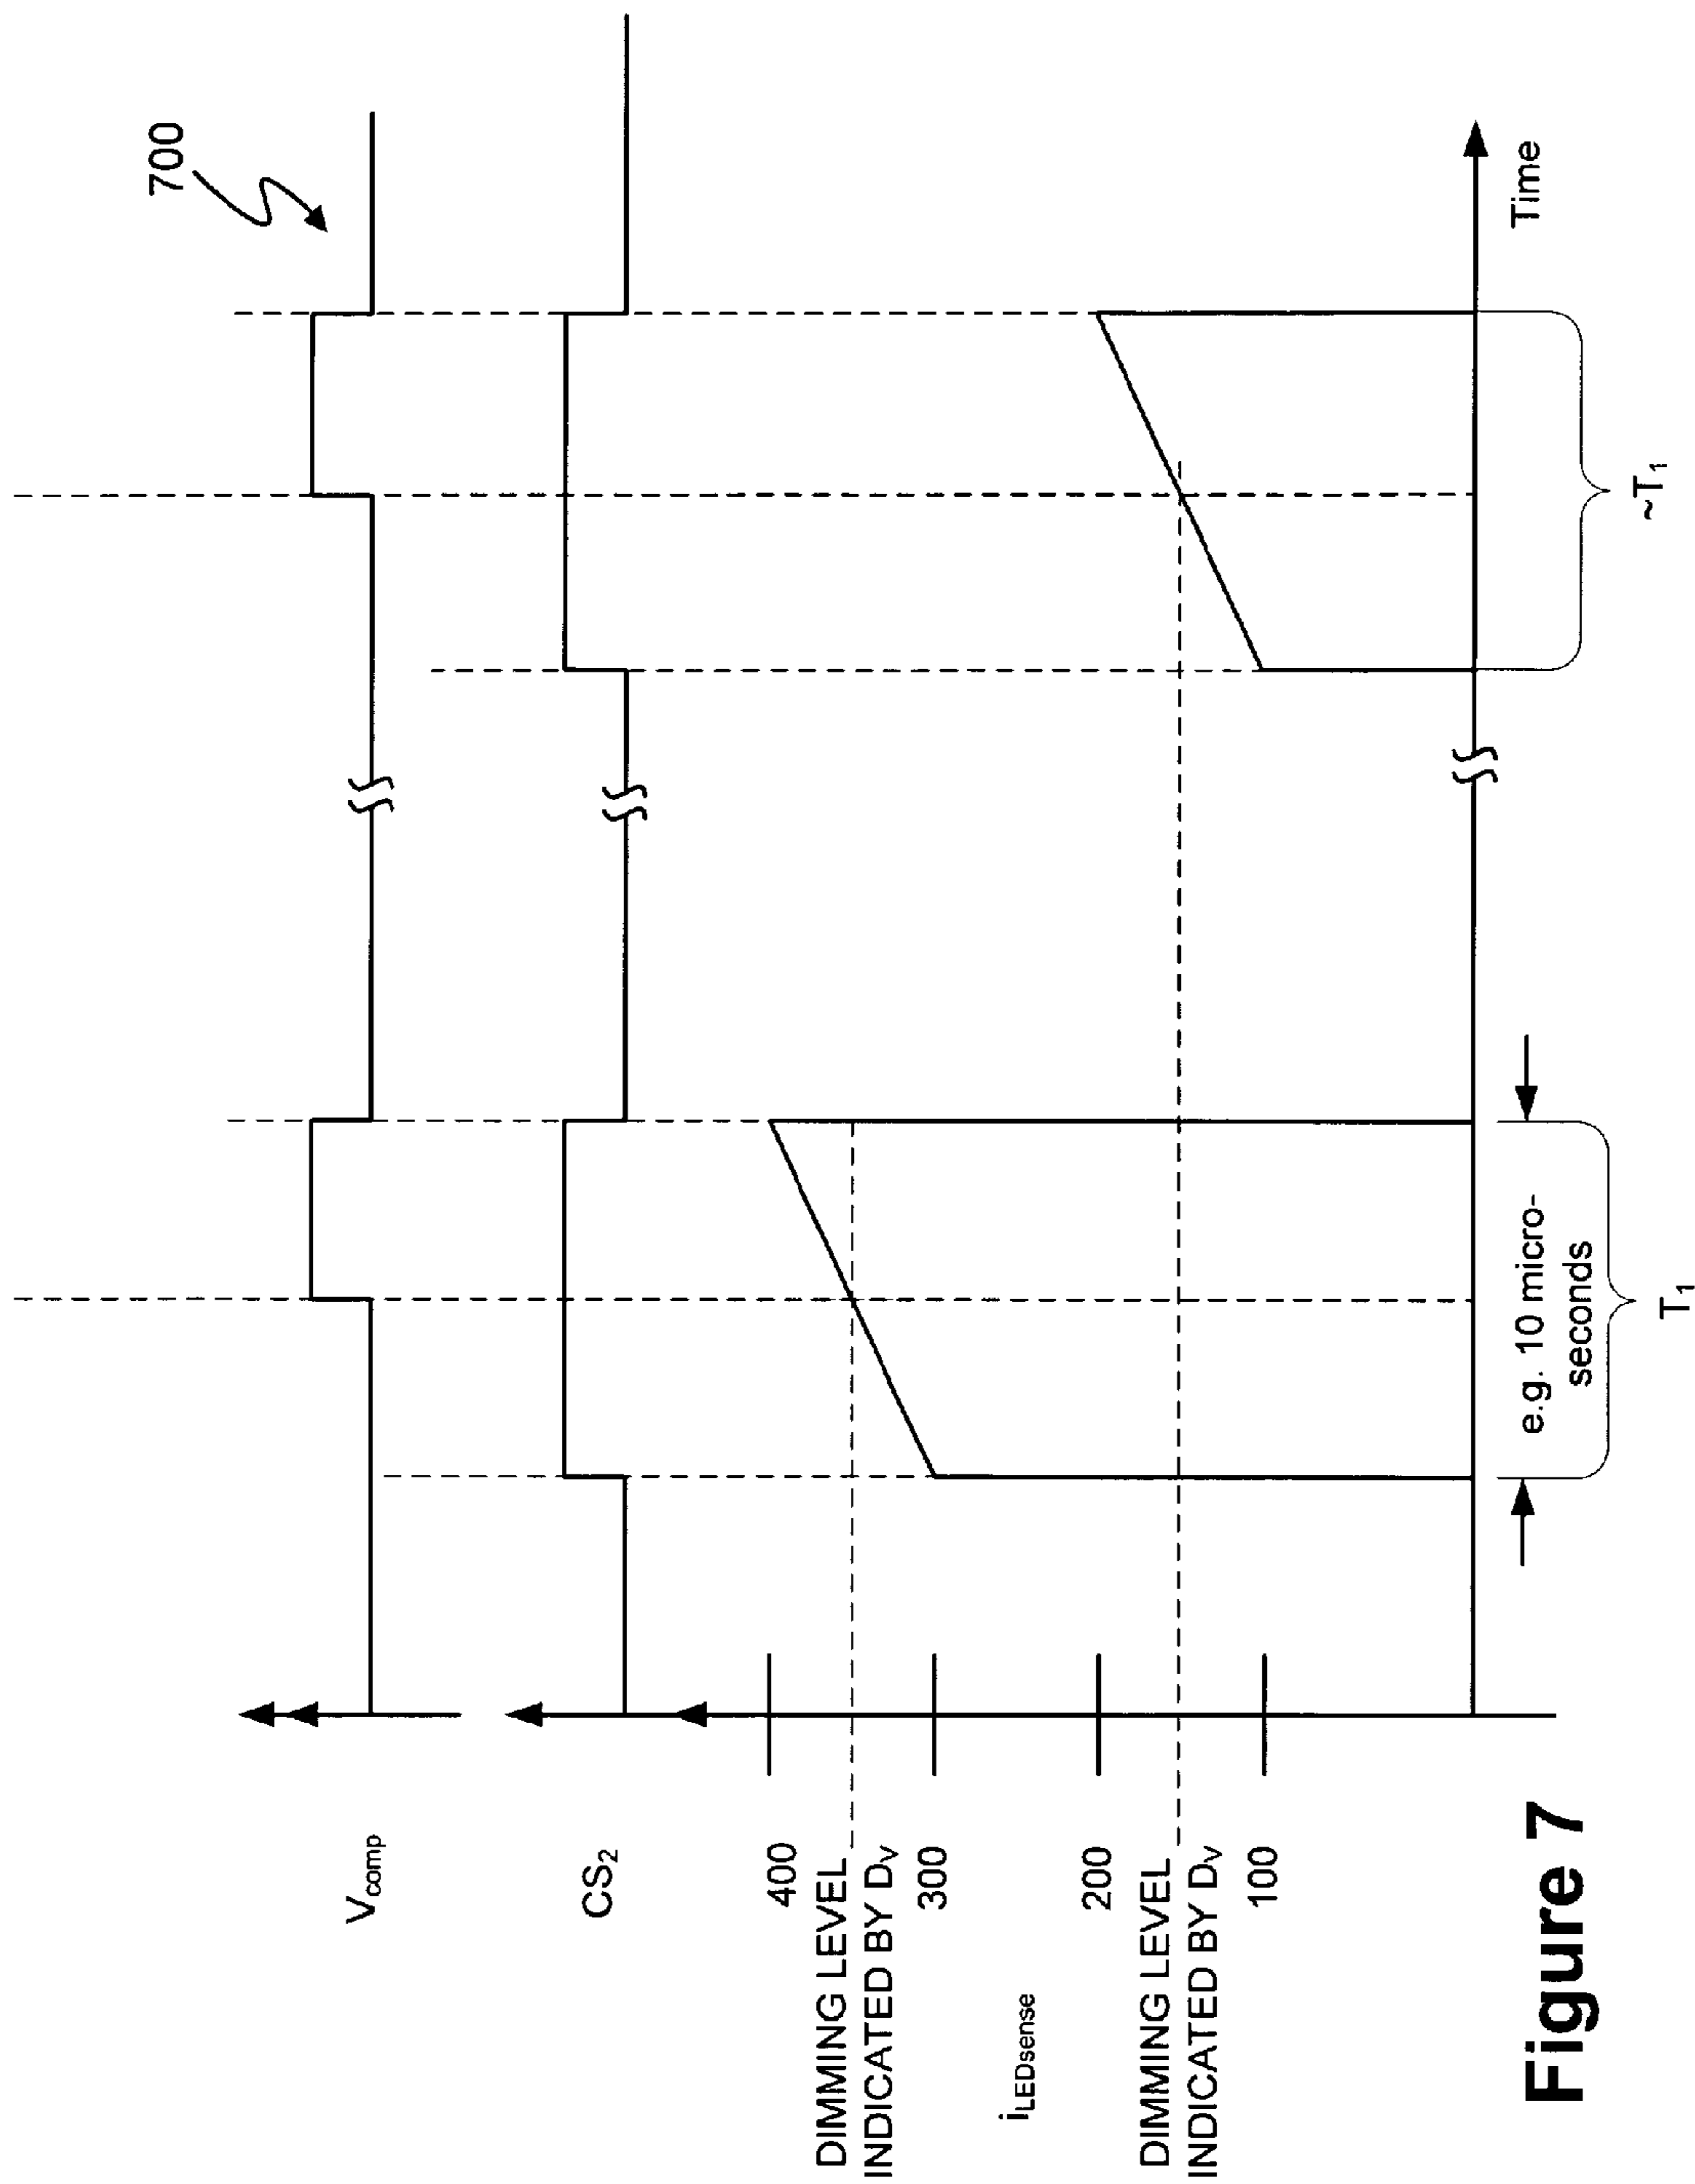 700
Vcomp
CS2
400
DIMMING LEVEL
INDICATED BY DV
300
iLEDsense
200
DIMMING LEVEL
INDICATED BY DV
100
Time
e.g. 10 micro-
seconds
T1
~T1
Figure 7